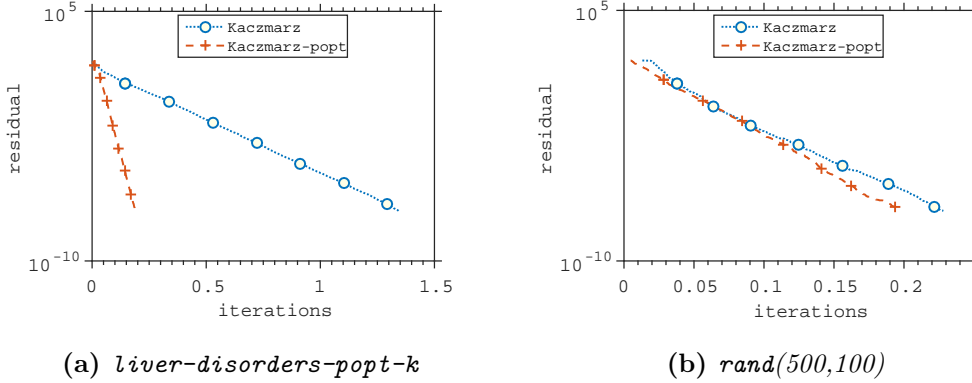 10^5
Kaczmarz
Kaczmarz-popt
residual
10^-10
0 0.5 1 1.5
iterations
(a) liver-disorders-popt-k
10^5
Kaczmarz
Kaczmarz-popt
residual
10^-10
0 0.05 0.1 0.15 0.2
iterations
(b) rand(500,100)